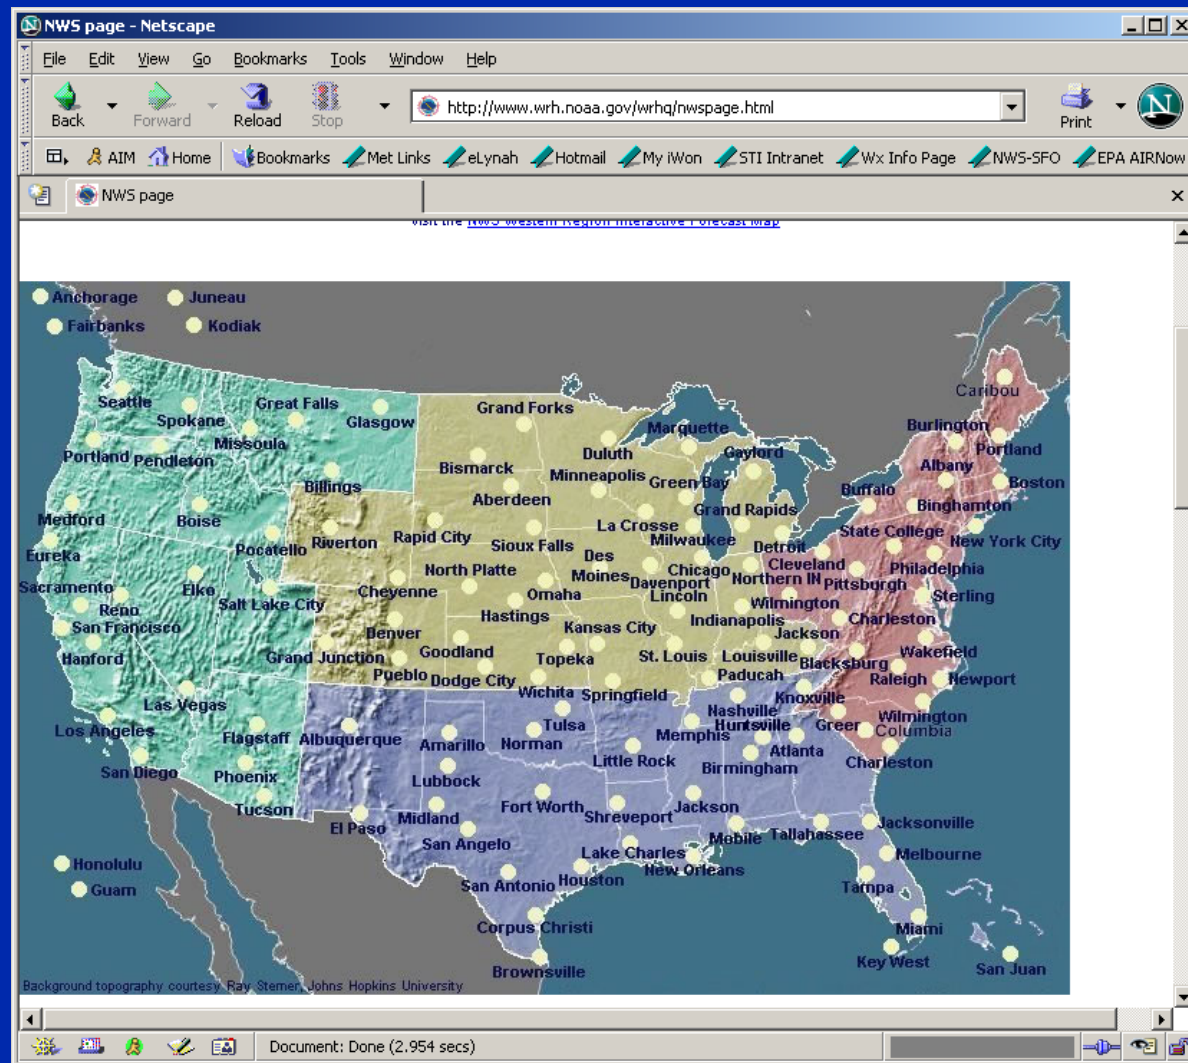 NWS page - Netscape
File Edit View Go Bookmarks Tools Window Help
Back Forward Reload Stop http://www.wrh.noaa.gov/wrhq/nwspage.html Print
AIM Home Bookmarks Met Links eLynah Hotmail My iWon STI Intranet Wx Info Page NWS-SFO EPA AIRNow
NWS page
Visit the NWS Western Region Interactive Forecast Map
Anchorage Juneau
Fairbanks Kodiak
Caribou
Seattle Spokane Great Falls Glasgow Grand Forks
Missoula Marquette Burlington
Portland Pendleton Duluth Gaylord Portland
Bismarck Minneapolis Green Bay Albany
Billings Aberdeen Buffalo Boston
Medford Boise Grand Rapids Binghamton
La Crosse State College
Pocatello Riverton Rapid City Sioux Falls Milwaukee Detroit New York City
Eureka Des Moines Chicago Cleveland
North Platte Davenport Northern IN Pittsburgh Philadelphia
Sacramento Reno Elko Salt Lake City Cheyenne Omaha Lincoln Wilmington Sterling
Hastings Indianapolis Charleston
San Francisco Denver Kansas City Jackson
Hanford Grand Junction Goodland Topeka St. Louis Louisville Blacksburg Wakefield
Pueblo Dodge City Paducah Raleigh Newport
Wichita Springfield Knoxville
Las Vegas Nashville Wilmington
Los Angeles Flagstaff Albuquerque Amarillo Norman Tulsa Memphis Huntsville Greer Columbia
Little Rock Atlanta
San Diego Phoenix Lubbock Birmingham Charleston
Tucson Midland Fort Worth Shreveport Jackson
El Paso Mobile Tallahassee Jacksonville
San Angelo Lake Charles Melbourne
Honolulu New Orleans
Guam San Antonio Houston Tampa
Corpus Christi Miami
Brownsville Key West San Juan
Background topography courtesy Ray Sterner, Johns Hopkins University
Document: Done (2.954 secs)